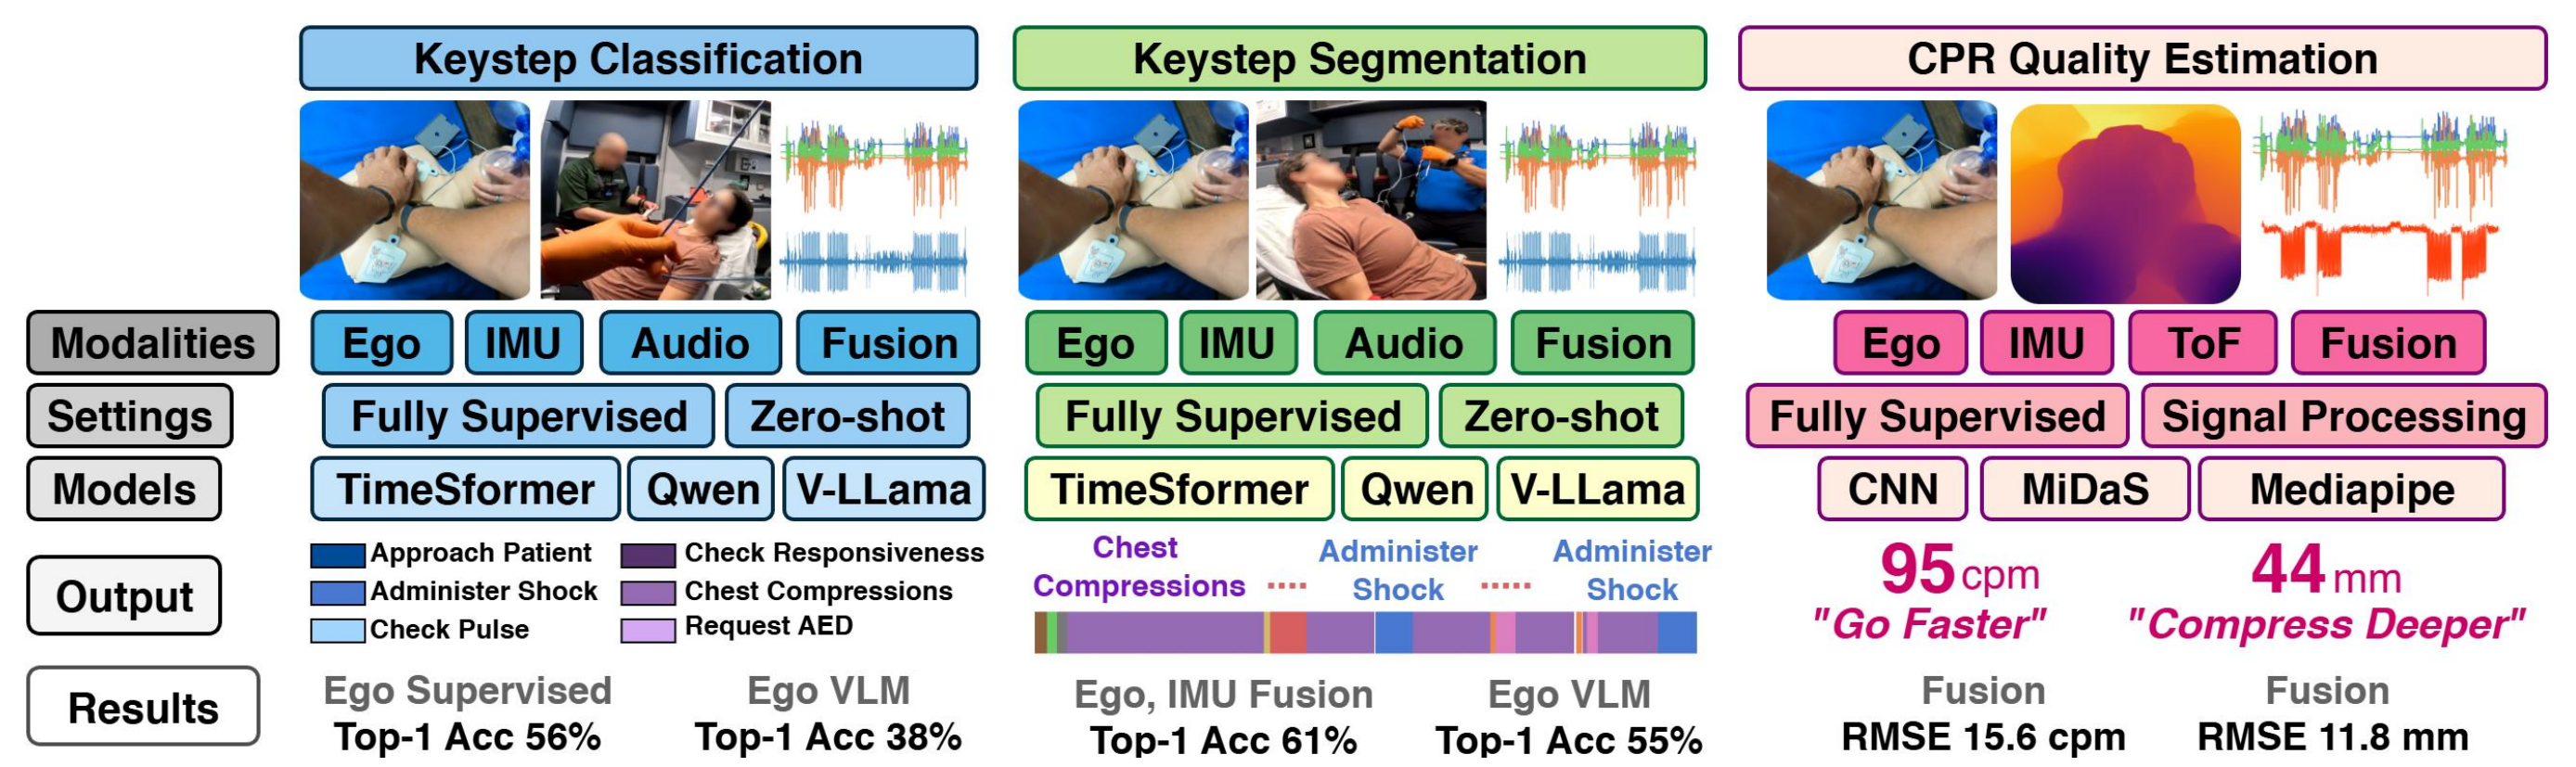 Keystep Classification
Keystep Segmentation
CPR Quality Estimation
Modalities
Ego
IMU
Audio
Fusion
Ego
IMU
Audio
Fusion
Ego
IMU
ToF
Fusion
Settings
Fully Supervised
Zero-shot
Fully Supervised
Zero-shot
Fully Supervised
Signal Processing
Models
TimeSformer
Qwen
V-LLama
TimeSformer
Qwen
V-LLama
CNN
MiDaS
Mediapipe
Output
Approach Patient
Check Responsiveness
Administer Shock
Chest Compressions
Check Pulse
Request AED
Chest
Compressions
.....
Administer
Shock
.....
Administer
Shock
95 cpm
"Go Faster"
44 mm
"Compress Deeper"
Results
Ego Supervised
Top-1 Acc 56%
Ego VLM
Top-1 Acc 38%
Ego, IMU Fusion
Top-1 Acc 61%
Ego VLM
Top-1 Acc 55%
Fusion
RMSE 15.6 cpm
Fusion
RMSE 11.8 mm